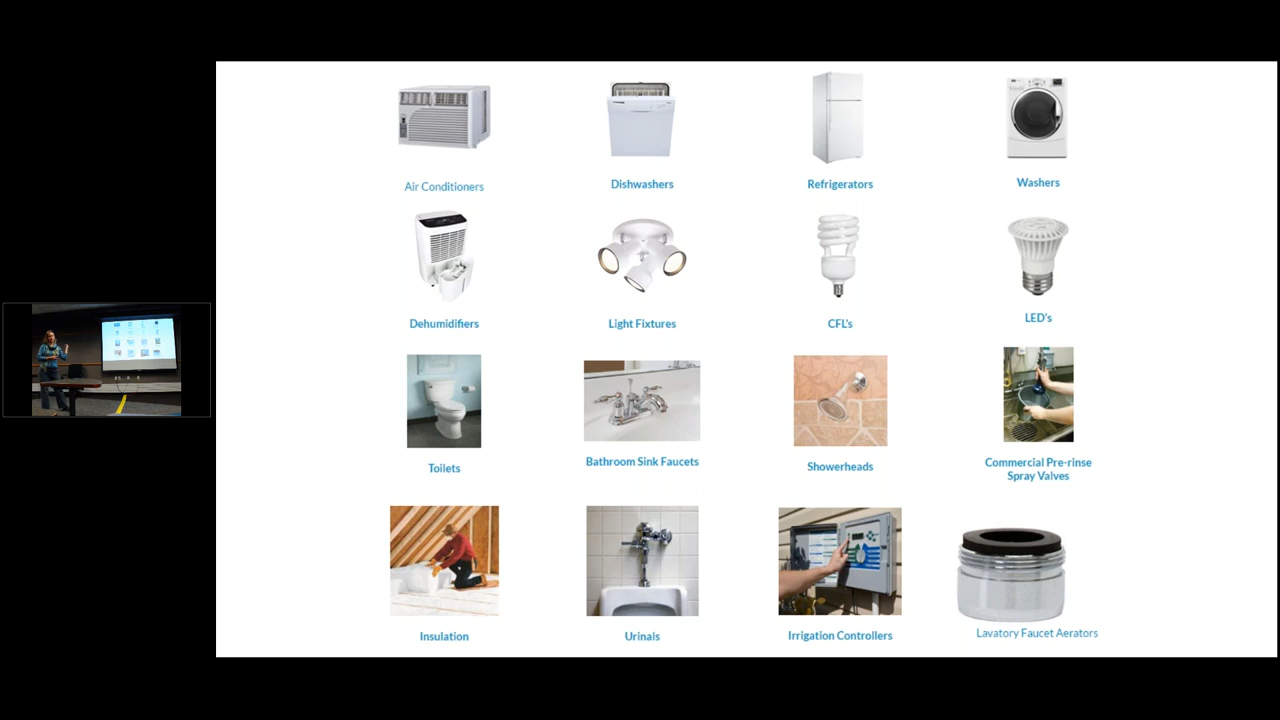 Air Conditioners
Dishwashers
Refrigerators
Washers
Dehumidifiers
Light Fixtures
CFL's
LED's
Toilets
Bathroom Sink Faucets
Showerheads
Commercial Pre-rinse
Spray Valves
Insulation
Urinals
Irrigation Controllers
Lavatory Faucet Aerators